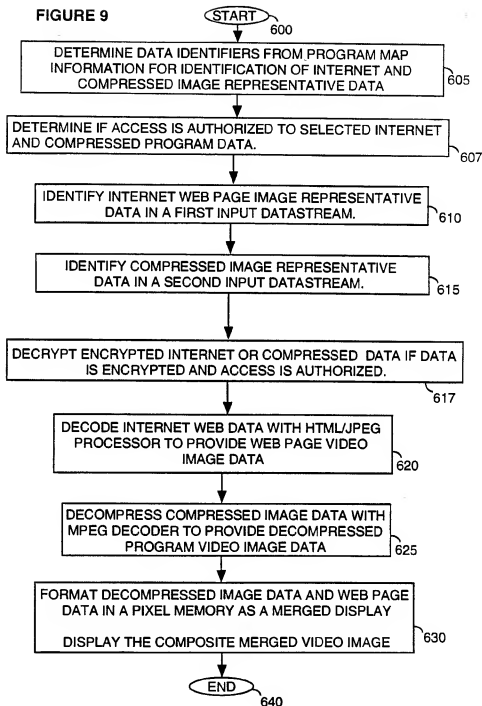 FIGURE 9
START
600
DETERMINE DATA IDENTIFIERS FROM PROGRAM MAP
INFORMATION FOR IDENTIFICATION OF INTERNET AND
COMPRESSED IMAGE REPRESENTATIVE DATA
605
DETERMINE IF ACCESS IS AUTHORIZED TO SELECTED INTERNET
AND COMPRESSED PROGRAM DATA.
607
IDENTIFY INTERNET WEB PAGE IMAGE REPRESENTATIVE
DATA IN A FIRST INPUT DATASTREAM.
610
IDENTIFY COMPRESSED IMAGE REPRESENTATIVE
DATA IN A SECOND INPUT DATASTREAM.
615
DECRYPT ENCRYPTED INTERNET OR COMPRESSED DATA IF DATA
IS ENCRYPTED AND ACCESS IS AUTHORIZED.
617
DECODE INTERNET WEB DATA WITH HTML/JPEG
PROCESSOR TO PROVIDE WEB PAGE VIDEO
IMAGE DATA
620
DECOMPRESS COMPRESSED IMAGE DATA WITH
MPEG DECODER TO PROVIDE DECOMPRESSED
PROGRAM VIDEO IMAGE DATA
625
FORMAT DECOMPRESSED IMAGE DATA AND WEB PAGE
DATA IN A PIXEL MEMORY AS A MERGED DISPLAY
DISPLAY THE COMPOSITE MERGED VIDEO IMAGE
630
END
640